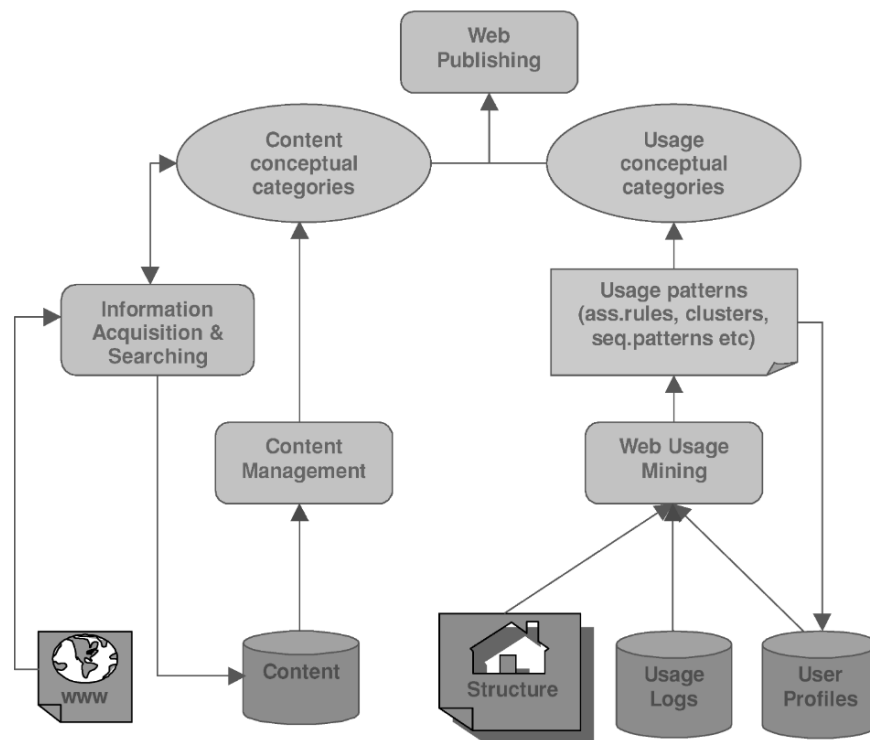 Web
Publishing
Content
conceptual
categories
Usage
conceptual
categories
Information
Acquisition &
Searching
Usage patterns
(ass.rules, clusters,
seq.patterns etc)
Content
Management
Web Usage
Mining
www
Content
Structure
Usage
Logs
User
Profiles